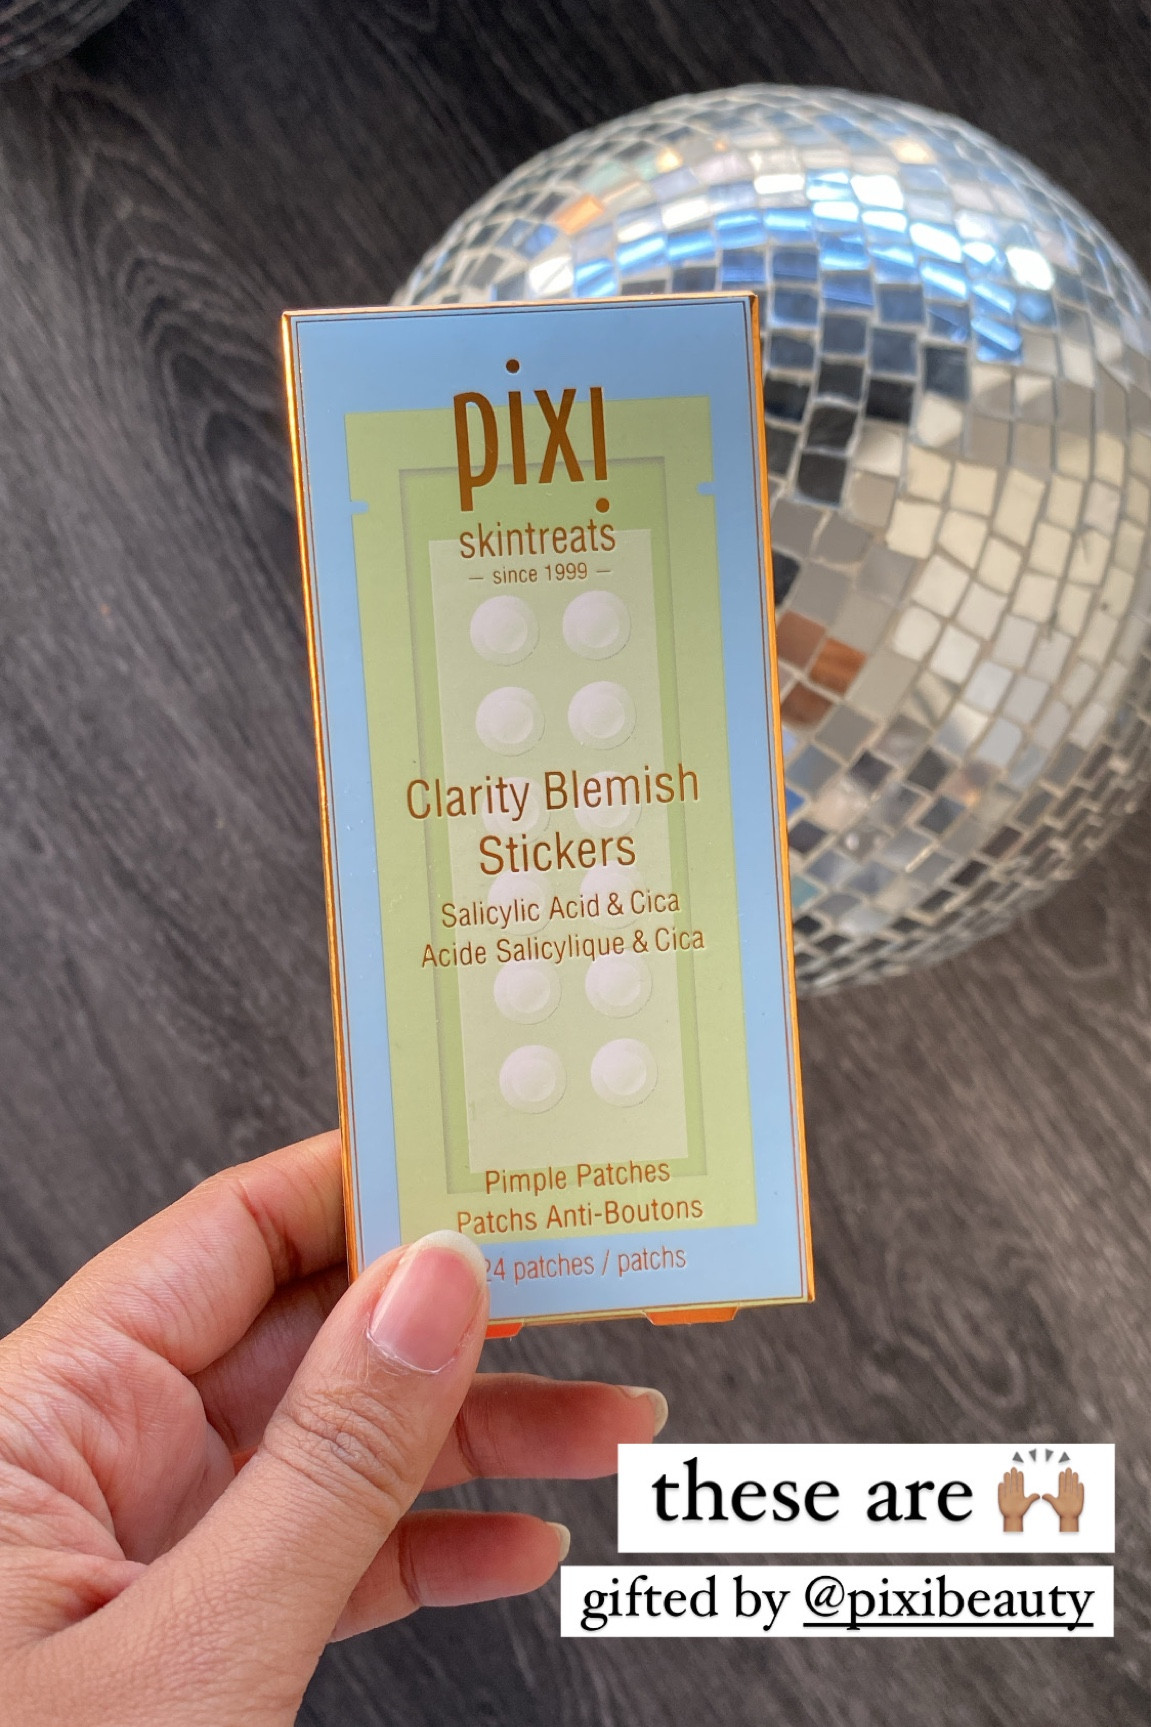 pixi
skintreats
– since 1999 –
Clarity Blemish
Stickers
Salicylic Acid & Cica
Acide Salicylique & Cica
Pimple Patches
Patchs Anti-Boutons
24 patches / patchs
these are 🙌🏽
gifted by @pixibeauty